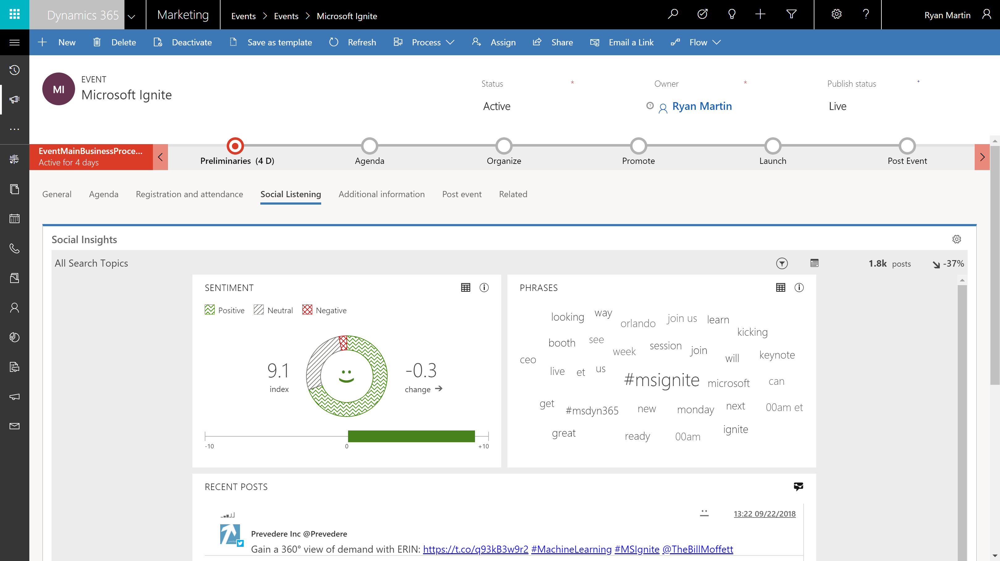 Dynamics 365
Marketing
Events > Events > Microsoft Ignite
Ryan Martin
New Delete Deactivate Save as template Refresh Process Assign Share Email a Link Flow
MI
EVENT
Microsoft Ignite
Status *
Active
Owner *
Ryan Martin
Publish status +
Live
EventMainBusinessProce...
Active for 4 days
Preliminaries (4 D)
Agenda
Organize
Promote
Launch
Post Event
General Agenda Registration and attendance Social Listening Additional information Post event Related
Social Insights
All Search Topics
1.8k posts
-37%
SENTIMENT
Positive Neutral Negative
9.1
index
-0.3
change
-10 0 +10
PHRASES
looking way orlando join us learn
kicking
booth see week session join
ceo will keynote
live et us
#msignite microsoft can
get #msdyn365 new monday next 00am et
great ready 00am ignite
RECENT POSTS
13:22 09/22/2018
Prevedere Inc @Prevedere
Gain a 360° view of demand with ERIN: https://t.co/q93kB3w9r2 #MachineLearning #MSIgnite @TheBillMoffett